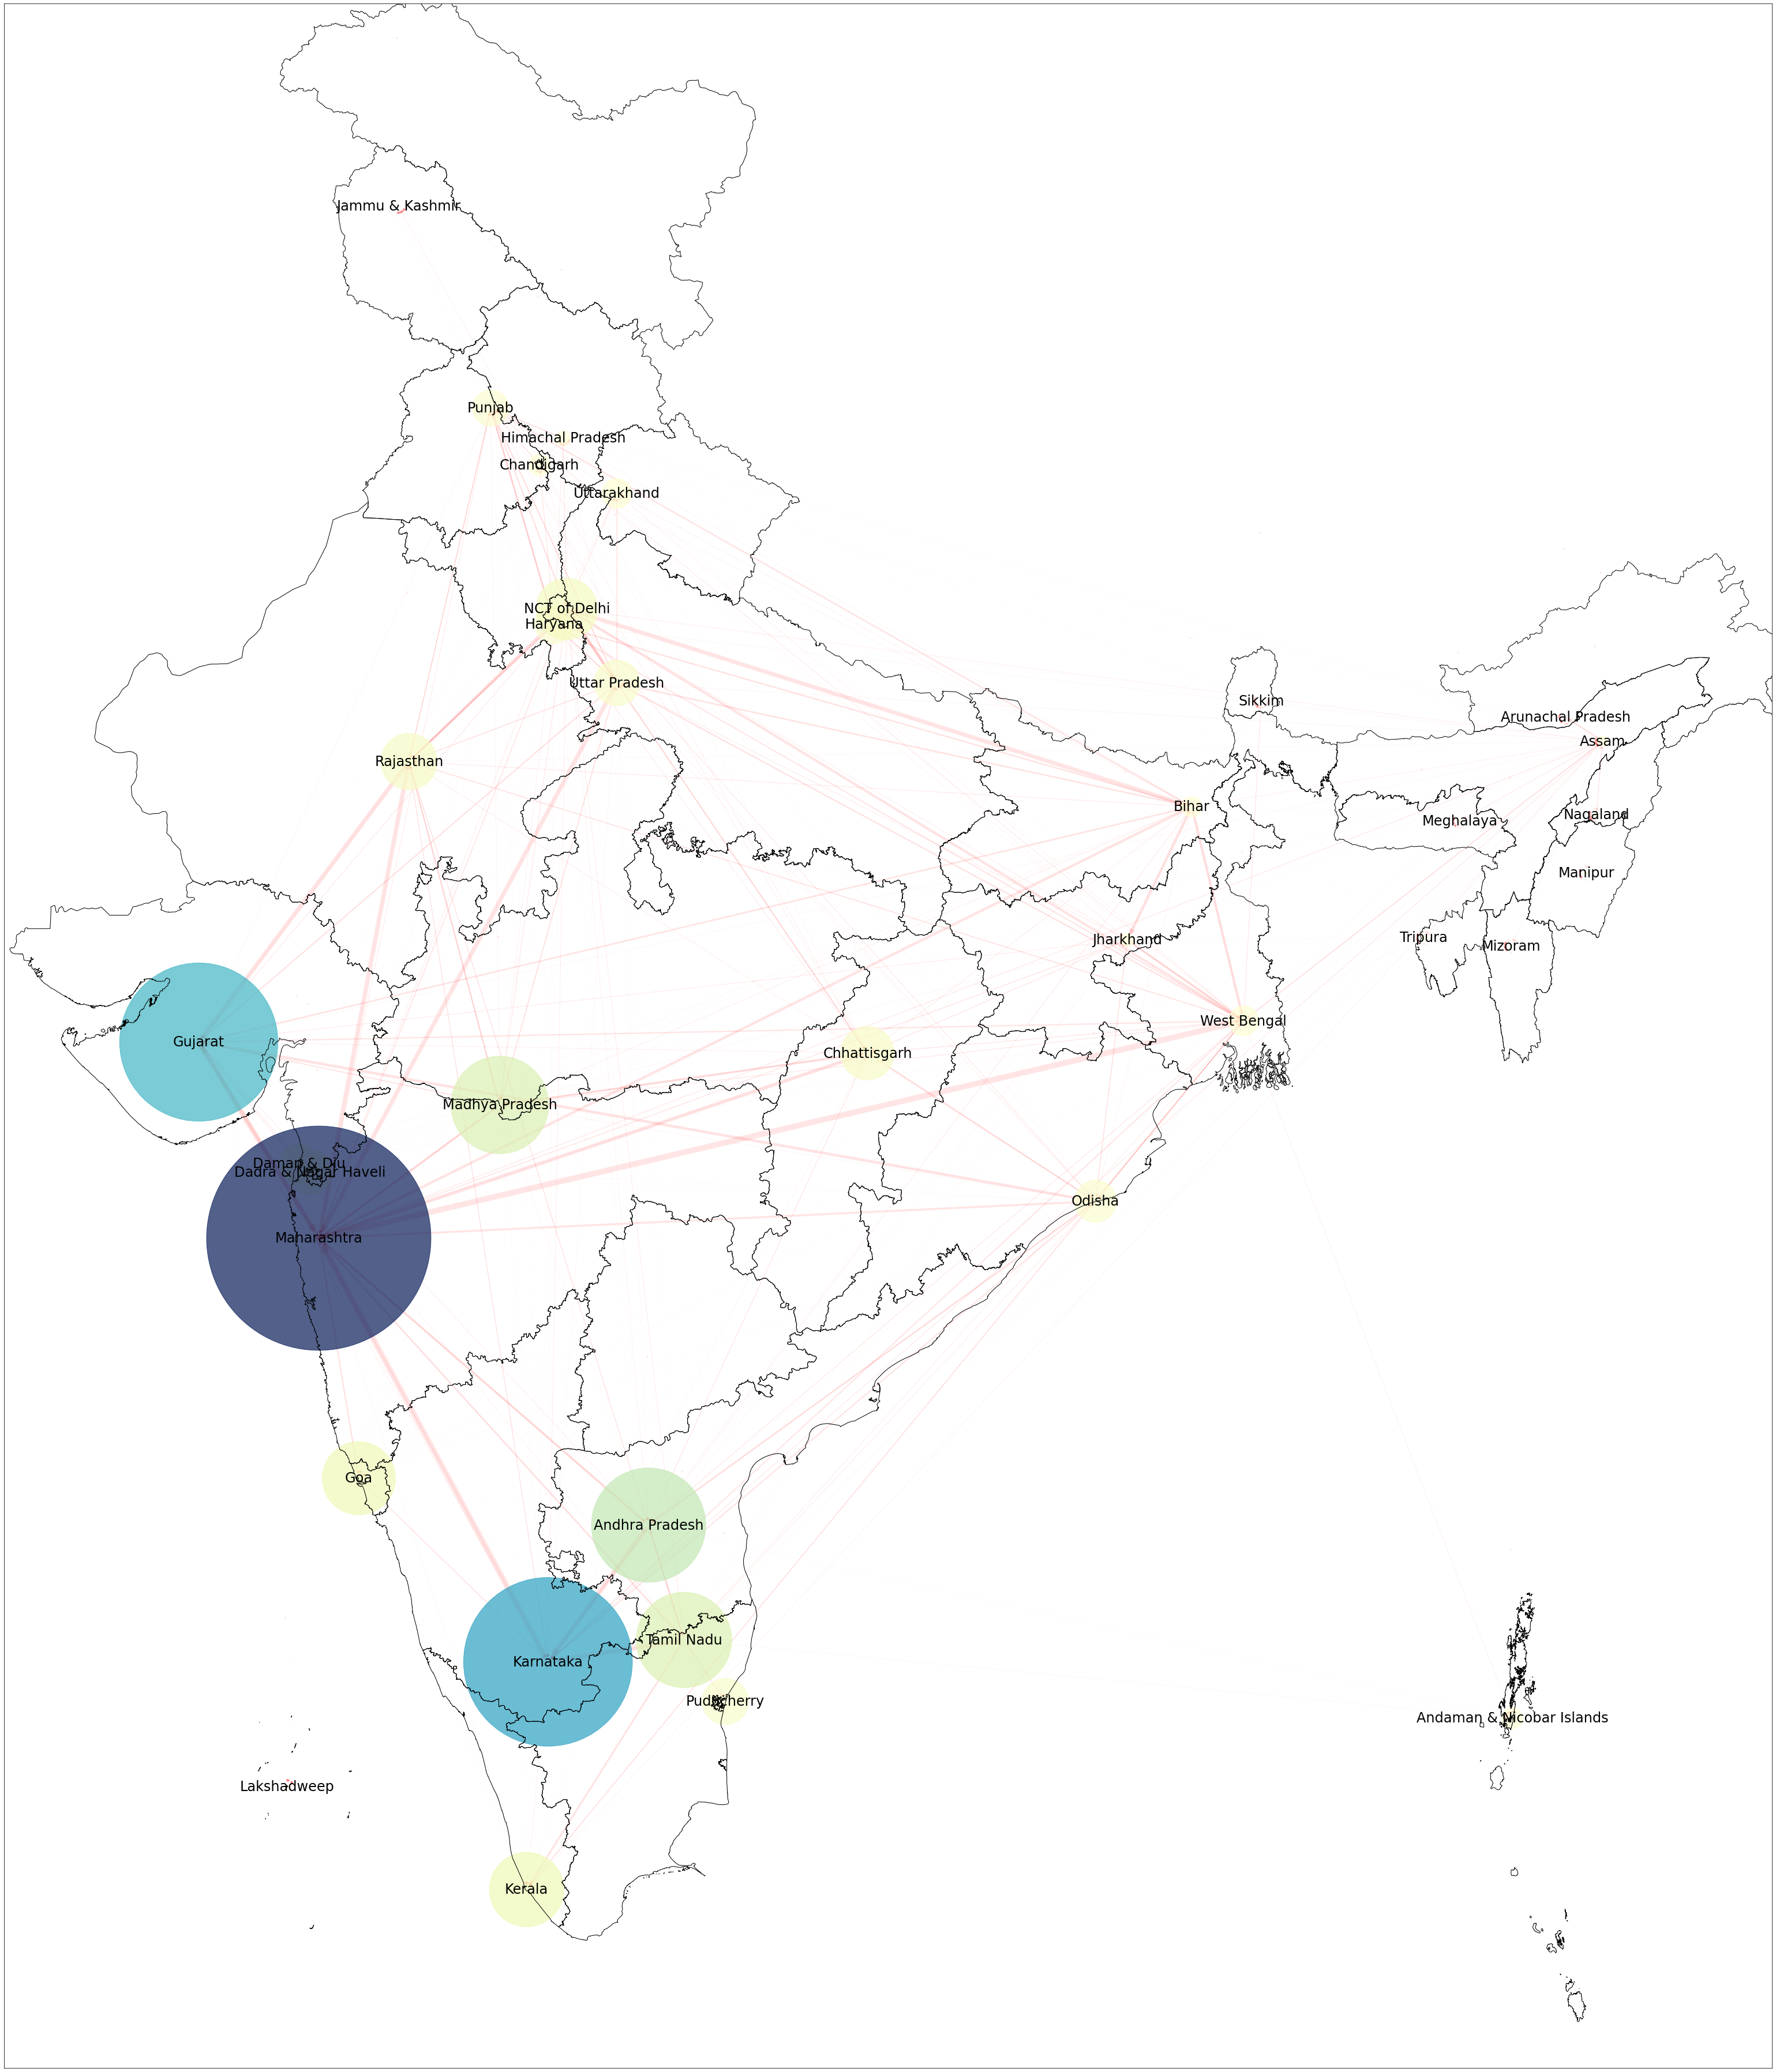 Jammu & Kashmir
Punjab
Himachal Pradesh
Chandigarh
Uttarakhand
NCT of Delhi
Haryana
Uttar Pradesh
Sikkim
Arunachal Pradesh
Assam
Rajasthan
Bihar
Nagaland
Meghalaya
Manipur
Tripura
Jharkhand
Mizoram
West Bengal
Gujarat
Chhattisgarh
Madhya Pradesh
Daman & Diu
Dadra & Nagar Haveli
Odisha
Maharashtra
Goa
Andhra Pradesh
Tamil Nadu
Karnataka
Puducherry
Andaman & Nicobar Islands
Lakshadweep
Kerala